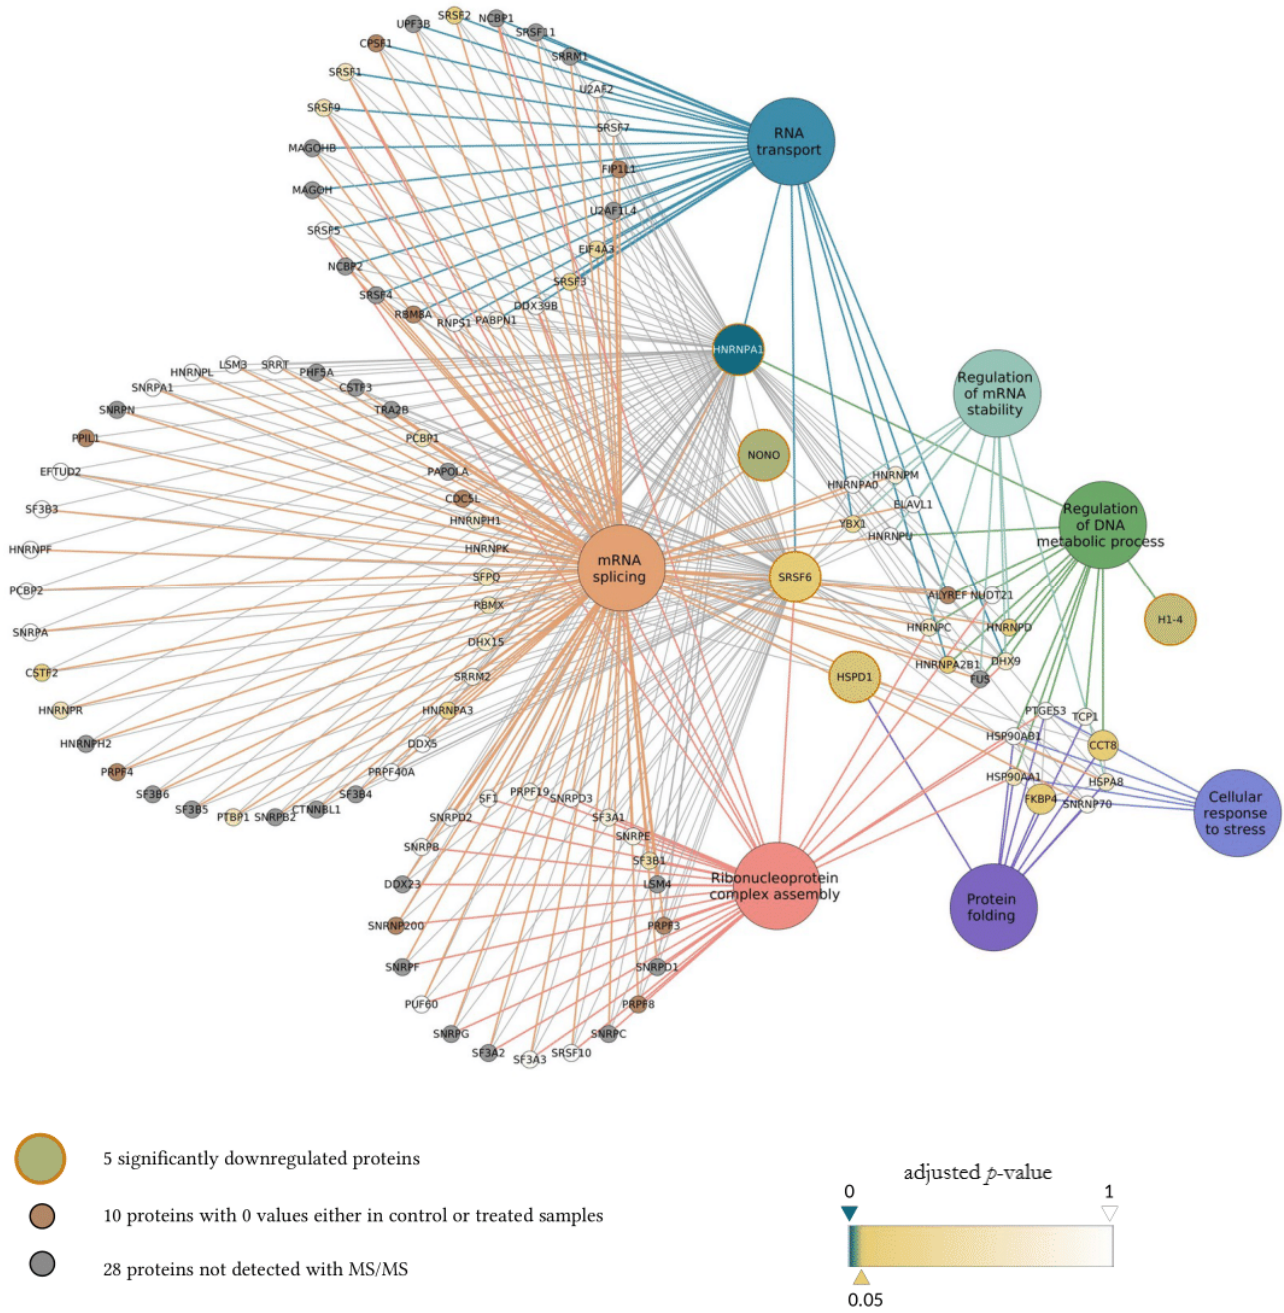 SRSF2
NCBP1
UPF3B
SRSF11
CPSF1
SRRM1
SRSF1
U2AF2
SRSF9
SRSF7
RNA
transport
MAGOHB
FIP1L1
MAGOH
U2AF1L4
SRSF5
EIF4A3
NCBP2
SRSF3
SRSF4
DDX39B
RBM8A
RNPS1
PABPN1
HNRNPA1
LSM3
SRRT
HNRNPL
PHF5A
SNRPA1
CSTF3
Regulation
of mRNA
stability
SNRPN
TRA2B
PPIL1
PCBP1
NONO
EFTUD2
PAPOLA
HNRNPM
HNRNPA0
CDC5L
ELAVL1
SF3B3
HNRNPH1
YBX1
Regulation
of DNA
metabolic process
HNRNPU
HNRNPF
HNRNPK
mRNA
splicing
SFPQ
SRSF6
PCBP2
ALYREF
NUDT21
RBMX
H1-4
SNRPA
HNRNPC
HNRNPD
DHX15
DHX9
HNRNPA2B1
CSTF2
SRRM2
HSPD1
FUS
HNRNPR
HNRNPA3
PTGES3
TCP1
HNRNPH2
DDX5
HSP90AB1
CCT8
PRPF4
PRPF40A
HSP90AA1
HSPA8
SF3B6
SF3B4
FKBP4
SNRNP70
SF3B5
CTNNBL1
PTBP1
SNRPB2
SF1
PRPF19
SNRPD3
Cellular
response
to stress
SNRPD2
SF3A1
SNRPE
SNRPB
SF3B1
DDX23
LSM4
Ribonucleoprotein
complex assembly
Protein
folding
SNRNP200
PRPF3
SNRPF
SNRPD1
PUF60
PRPF8
SNRPG
SNRPC
SF3A2
SF3A3
SRSF10
5 significantly downregulated proteins
10 proteins with 0 values either in control or treated samples
28 proteins not detected with MS/MS
adjusted p-value
0
1
0.05